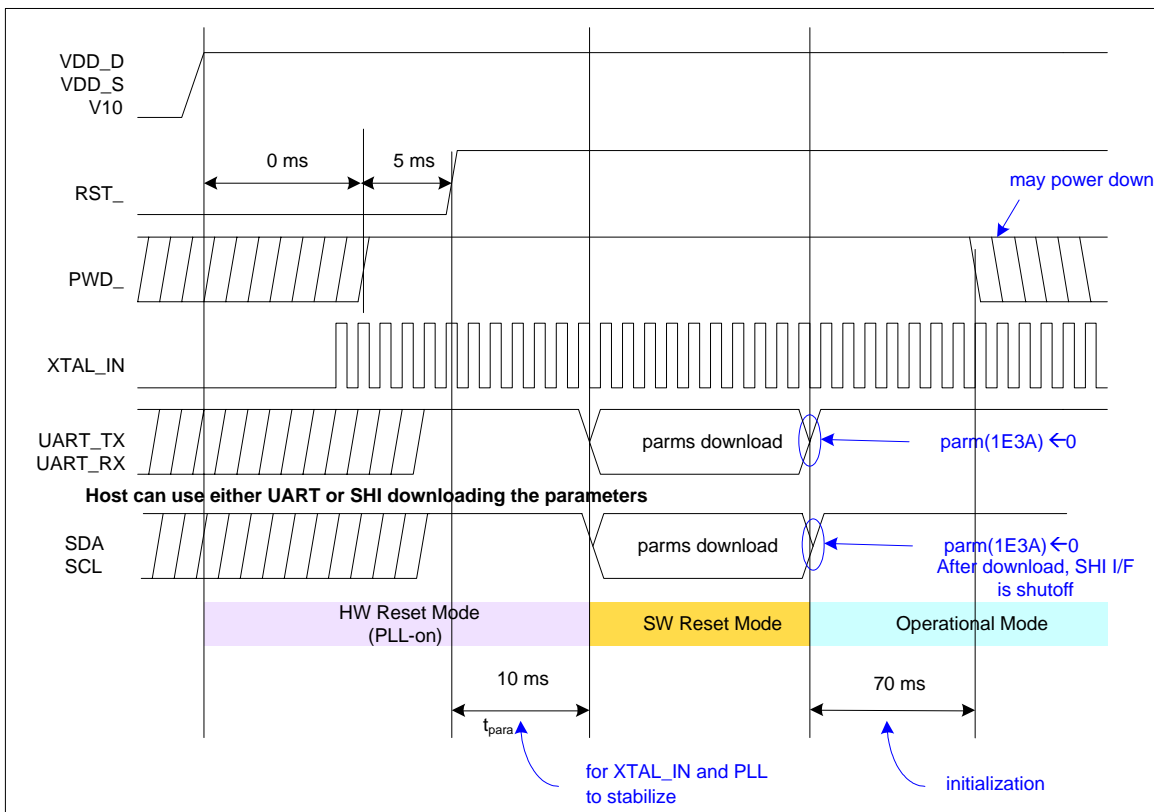 VDD_D
VDD_S
V10
0 ms
5 ms
RST_
may power down
PWD_
XTAL_IN
UART_TX
UART_RX
parms download
parm(1E3A) ←0
Host can use either UART or SHI downloading the parameters
SDA
SCL
parms download
parm(1E3A) ←0
After download, SHI I/F
is shutoff
HW Reset Mode
(PLL-on)
SW Reset Mode
Operational Mode
10 ms
70 ms
tpara
for XTAL_IN and PLL
to stabilize
initialization